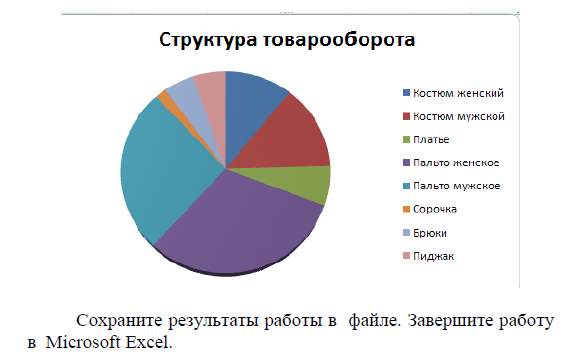 Структура товарооборота
Костюм женский
Костюм мужской
Платье
Пальто женское
Пальто мужское
Сорочка
Брюки
Пиджак
Сохраните результаты работы в файле. Завершите работу
в Microsoft Excel.